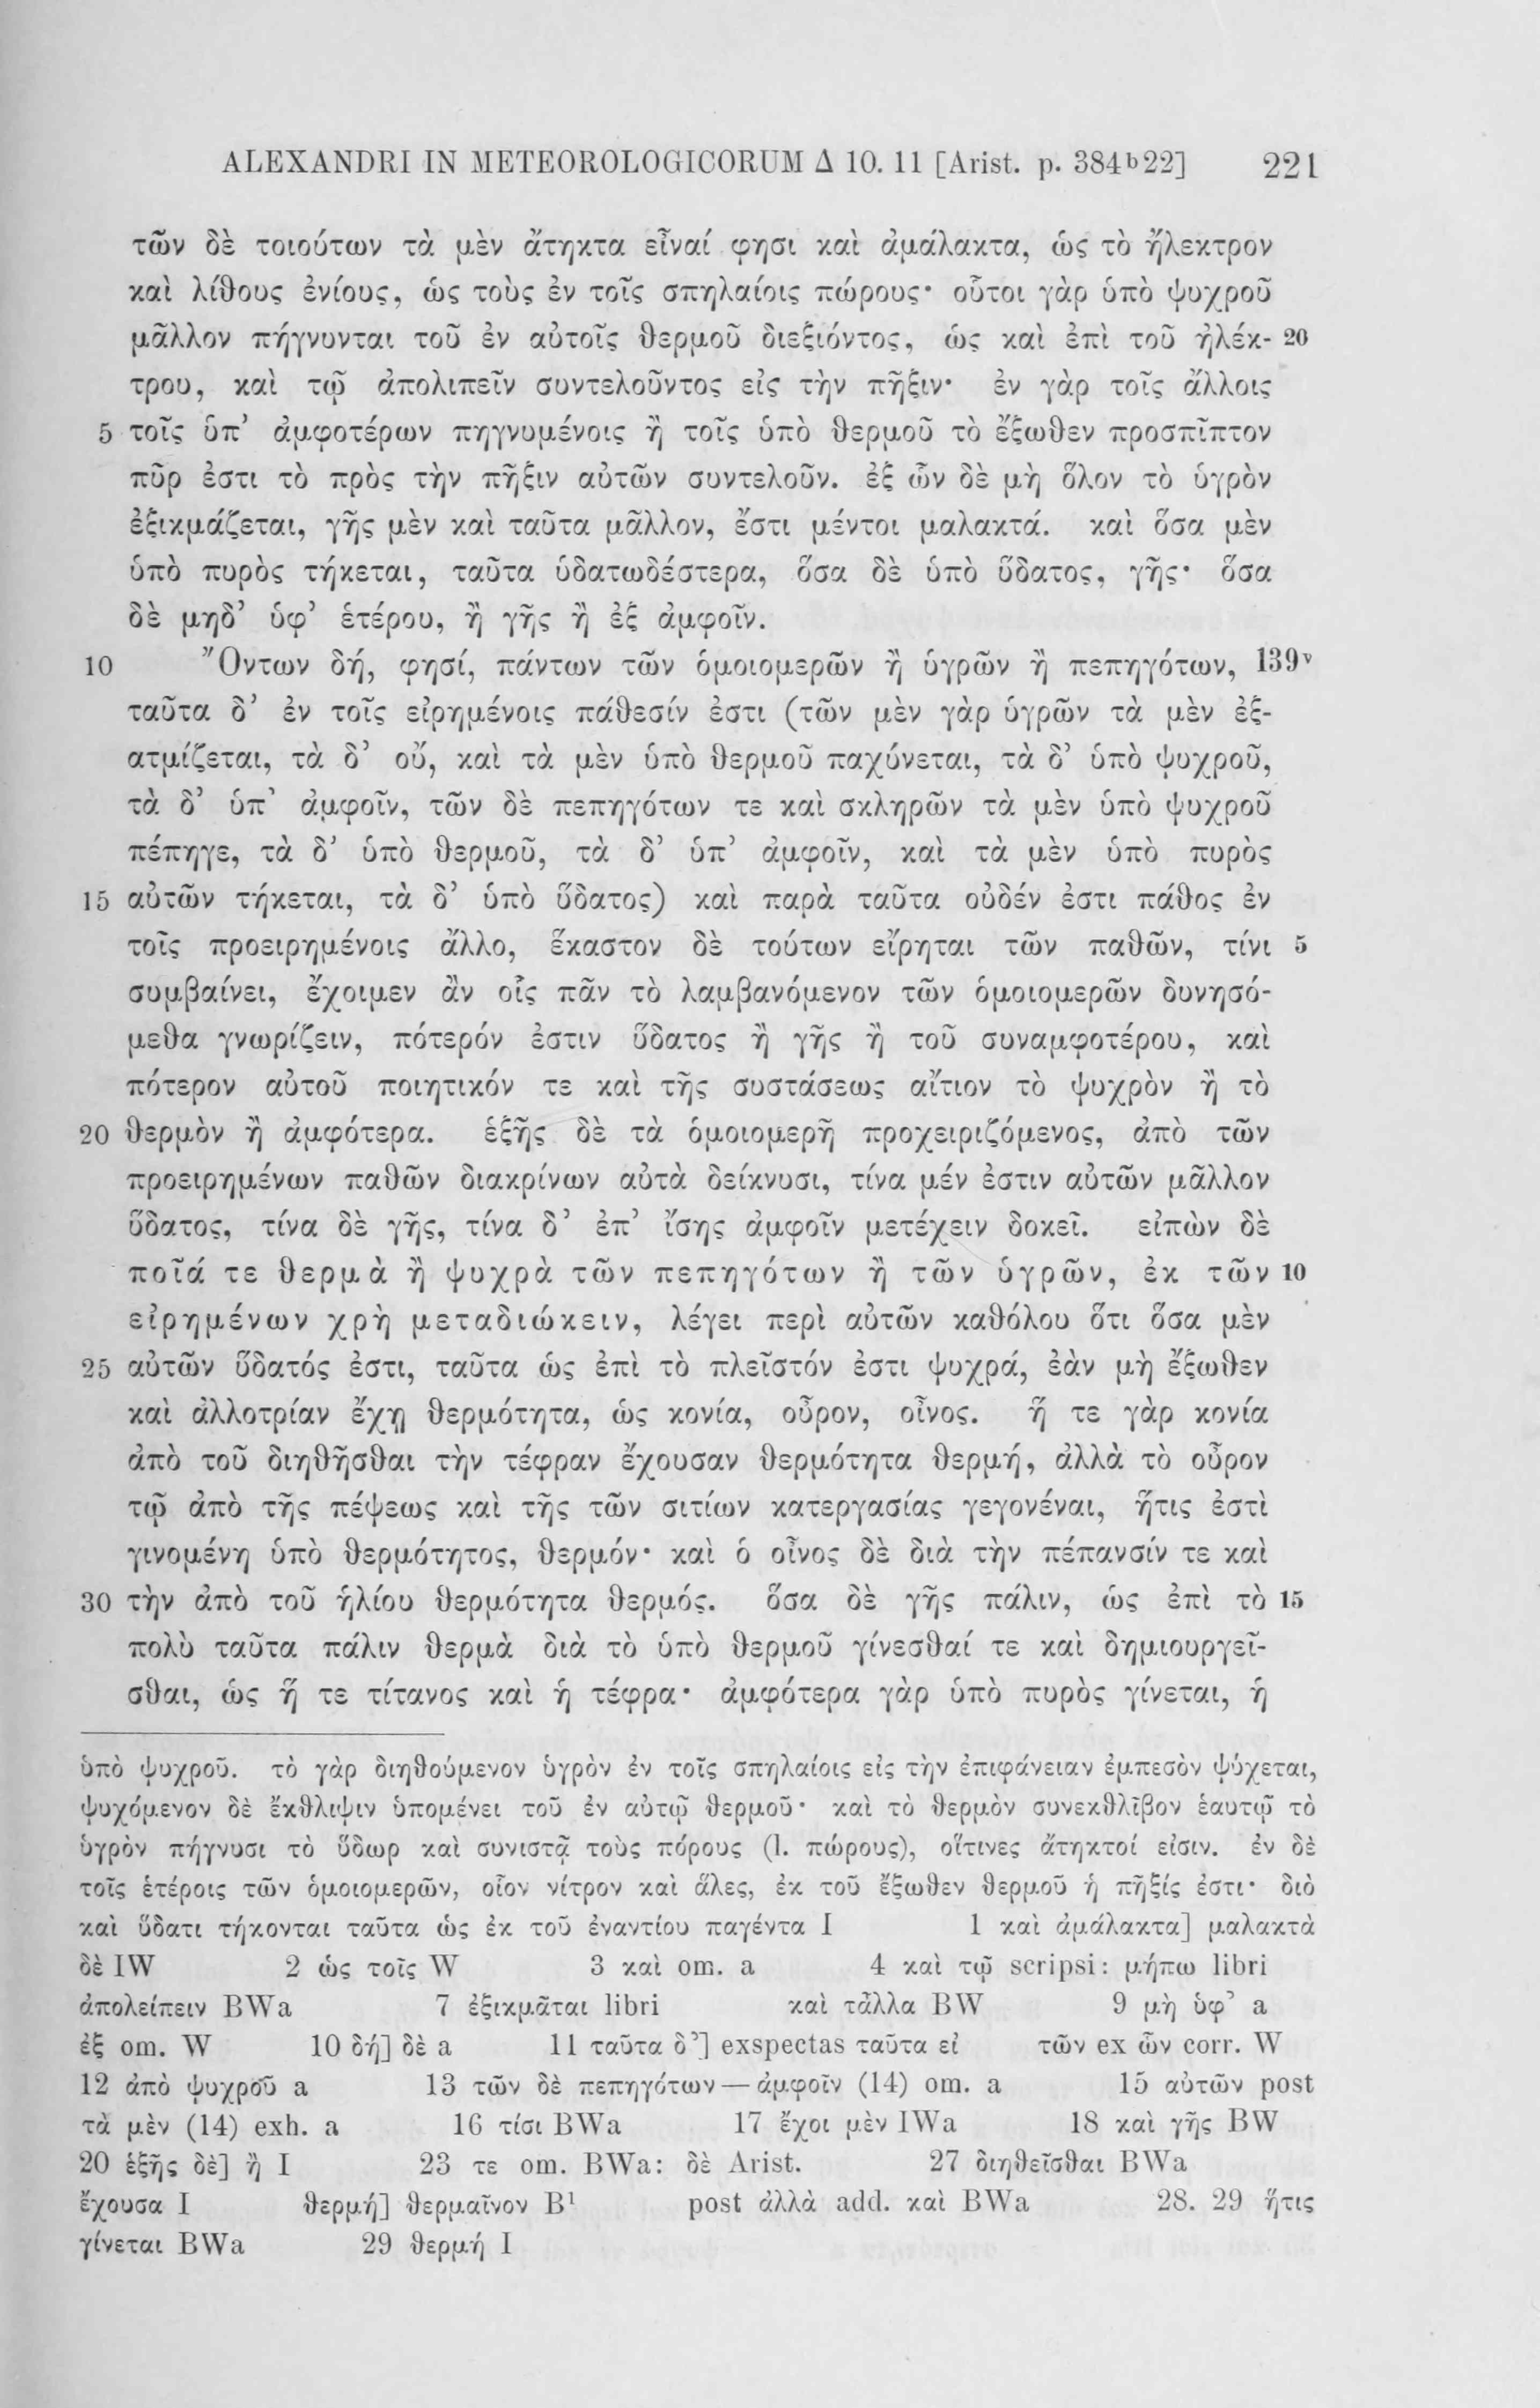 ALEXANDRI IN METEOROLOGICORUM Δ 10. 11 [Arist. p. 384ᵇ22] 221
τῶν δὲ τοιούτων τὰ μὲν ἄτηκτα εἶναί φησι καὶ ἀμάλακτα, ὡς τὸ ἤλεκτρον
καὶ λίθους ἐνίους, ὡς τοὺς ἐν τοῖς σπηλαίοις πώρους· οὗτοι γὰρ ὑπὸ ψυχροῦ
μᾶλλον πήγνυνται τοῦ ἐν αὐτοῖς θερμοῦ διεξιόντος, ὡς καὶ ἐπὶ τοῦ ἠλέκ- 20
τρου, καὶ τῷ ἀπολιπεῖν συντελοῦντος εἰς τὴν πῆξιν· ἐν γὰρ τοῖς ἄλλοις
5 τοῖς ὑπ’ ἀμφοτέρων πηγνυμένοις ἢ τοῖς ὑπὸ θερμοῦ τὸ ἔξωθεν προσπῖπτον
πῦρ ἐστι τὸ πρὸς τὴν πῆξιν αὐτῶν συντελοῦν. ἐξ ὧν δὲ μὴ ὅλον τὸ ὑγρὸν
ἐξικμάζεται, γῆς μὲν καὶ ταῦτα μᾶλλον, ἔστι μέντοι μαλακτά. καὶ ὅσα μὲν
ὑπὸ πυρὸς τήκεται, ταῦτα ὑδατωδέστερα, ὅσα δὲ ὑπὸ ὕδατος, γῆς· ὅσα
δὲ μηδ’ ὑφ’ ἑτέρου, ἢ γῆς ἢ ἐξ ἀμφοῖν.
10 Ὄντων δή, φησί, πάντων τῶν ὁμοιομερῶν ἢ ὑγρῶν ἢ πεπηγότων, 139ᵛ
ταῦτα δ’ ἐν τοῖς εἰρημένοις πάθεσίν ἐστι (τῶν μὲν γὰρ ὑγρῶν τὰ μὲν ἐξ-
ατμίζεται, τὰ δ’ οὔ, καὶ τὰ μὲν ὑπὸ θερμοῦ παχύνεται, τὰ δ’ ὑπὸ ψυχροῦ,
τὰ δ’ ὑπ’ ἀμφοῖν, τῶν δὲ πεπηγότων τε καὶ σκληρῶν τὰ μὲν ὑπὸ ψυχροῦ
πέπηγε, τὰ δ’ ὑπὸ θερμοῦ, τὰ δ’ ὑπ’ ἀμφοῖν, καὶ τὰ μὲν ὑπὸ πυρὸς
15 αὐτῶν τήκεται, τὰ δ’ ὑπὸ ὕδατος) καὶ παρὰ ταῦτα οὐδέν ἐστι πάθος ἐν
τοῖς προειρημένοις ἄλλο, ἕκαστον δὲ τούτων εἴρηται τῶν παθῶν, τίνι 5
συμβαίνει, ἔχοιμεν ἂν οἷς πᾶν τὸ λαμβανόμενον τῶν ὁμοιομερῶν δυνησό-
μεθα γνωρίζειν, πότερόν ἐστιν ὕδατος ἢ γῆς ἢ τοῦ συναμφοτέρου, καὶ
πότερον αὐτοῦ ποιητικόν τε καὶ τῆς συστάσεως αἴτιον τὸ ψυχρὸν ἢ τὸ
20 θερμὸν ἢ ἀμφότερα. ἑξῆς δὲ τὰ ὁμοιομερῆ προχειριζόμενος, ἀπὸ τῶν
προειρημένων παθῶν διακρίνων αὐτὰ δείκνυσι, τίνα μέν ἐστιν αὐτῶν μᾶλλον
ὕδατος, τίνα δὲ γῆς, τίνα δ’ ἐπ’ ἴσης ἀμφοῖν μετέχειν δοκεῖ. εἰπὼν δὲ
ποῖά τε θερμὰ ἢ ψυχρὰ τῶν πεπηγότων ἢ τῶν ὑγρῶν, ἐκ τῶν 10
εἰρημένων χρὴ μεταδιώκειν, λέγει περὶ αὐτῶν καθόλου ὅτι ὅσα μὲν
25 αὐτῶν ὕδατός ἐστι, ταῦτα ὡς ἐπὶ τὸ πλεῖστόν ἐστι ψυχρά, ἐὰν μὴ ἔξωθεν
καὶ ἀλλοτρίαν ἔχῃ θερμότητα, ὡς κονία, οὖρον, οἶνος. ἥ τε γὰρ κονία
ἀπὸ τοῦ διηθῆσθαι τὴν τέφραν ἔχουσαν θερμότητα θερμή, ἀλλὰ τὸ οὖρον
τῷ ἀπὸ τῆς πέψεως καὶ τῆς τῶν σιτίων κατεργασίας γεγονέναι, ἥτις ἐστὶ
γινομένη ὑπὸ θερμότητος, θερμόν· καὶ ὁ οἶνος δὲ διὰ τὴν πέπανσίν τε καὶ
30 τὴν ἀπὸ τοῦ ἡλίου θερμότητα θερμός. ὅσα δὲ γῆς πάλιν, ὡς ἐπὶ τὸ 15
πολὺ ταῦτα πάλιν θερμὰ διὰ τὸ ὑπὸ θερμοῦ γίνεσθαί τε καὶ δημιουργεῖ-
σθαι, ὡς ἥ τε τίτανος καὶ ἡ τέφρα· ἀμφότερα γὰρ ὑπὸ πυρὸς γίνεται, ἡ
ὑπὸ ψυχροῦ. τὸ γὰρ διηθούμενον ὑγρὸν ἐν τοῖς σπηλαίοις εἰς τὴν ἐπιφάνειαν ἐμπεσὸν ψύχεται,
ψυχόμενον δὲ ἔκθλιψιν ὑπομένει τοῦ ἐν αὐτῷ θερμοῦ· καὶ τὸ θερμὸν συνεκθλῖβον ἑαυτῷ τὸ
ὑγρὸν πήγνυσι τὸ ὕδωρ καὶ συνιστᾷ τοὺς πόρους (l. πώρους), οἵτινες ἄτηκτοί εἰσιν. ἐν δὲ
τοῖς ἑτέροις τῶν ὁμοιομερῶν, οἷον νίτρον καὶ ἅλες, ἐκ τοῦ ἔξωθεν θερμοῦ ἡ πῆξίς ἐστι· διὸ
καὶ ὕδατι τήκονται ταῦτα ὡς ἐκ τοῦ ἐναντίου παγέντα I 1 καὶ ἀμάλακτα] μαλακτὰ
δὲ IW 2 ὡς τοῖς W 3 καὶ om. a 4 καὶ τῷ scripsi: μήπω libri
ἀπολείπειν BWa 7 ἐξικμᾶται libri καὶ τἆλλα BW 9 μὴ ὑφ’ a
ἐξ om. W 10 δή] δὲ a 11 ταῦτα δ’] exspectas ταῦτα εἰ τῶν ex ὧν corr. W
12 ἀπὸ ψυχροῦ a 13 τῶν δὲ πεπηγότων — ἀμφοῖν (14) om. a 15 αὐτῶν post
τὰ μὲν (14) exh. a 16 τίσι BWa 17 ἔχοι μὲν IWa 18 καὶ γῆς BW
20 ἑξῆς δὲ] ἢ I 23 τε om. BWa: δὲ Arist. 27 διηθεῖσθαι BWa
ἔχουσα I θερμή] θερμαῖνον B¹ post ἀλλὰ add. καὶ BWa 28. 29 ἥτις
γίνεται BWa 29 θερμή I